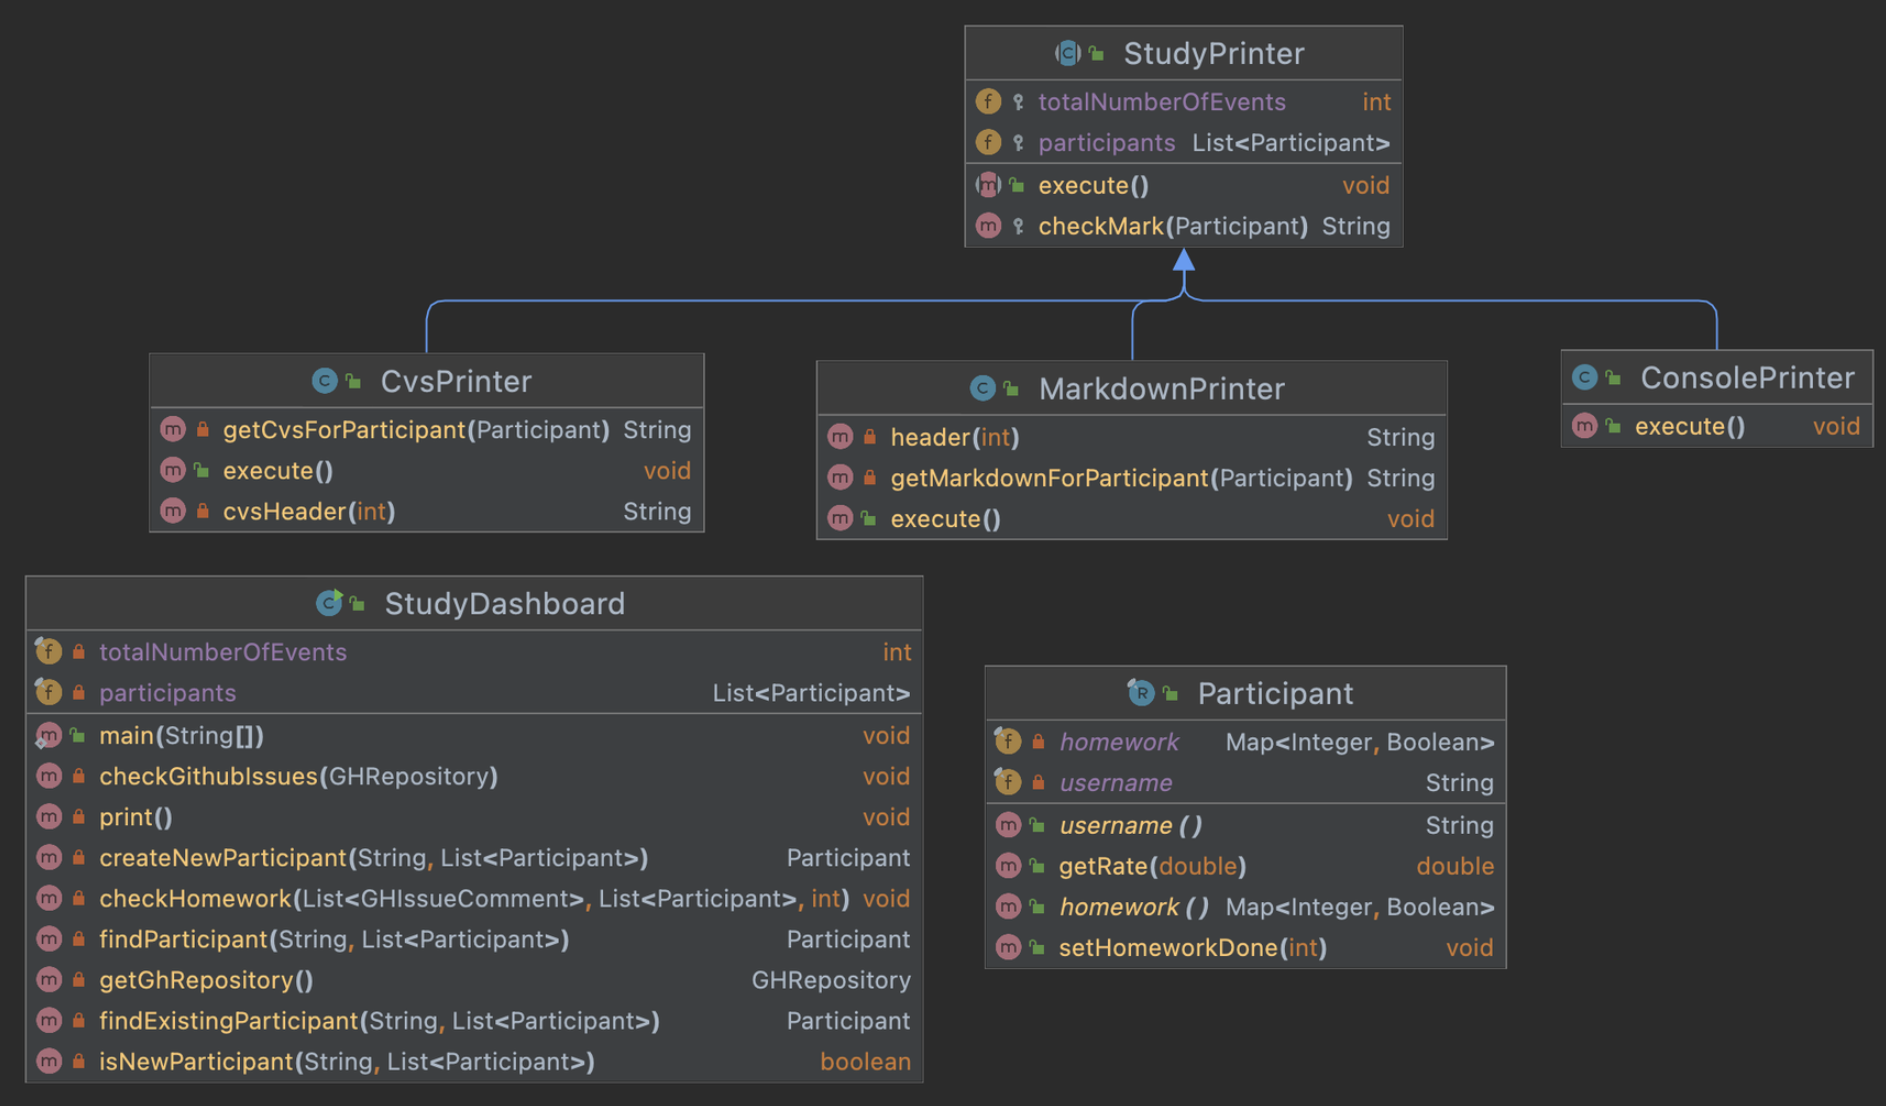 StudyPrinter
totalNumberOfEvents int
participants List<Participant>
execute() void
checkMark(Participant) String
CvsPrinter
getCvsForParticipant(Participant) String
execute() void
cvsHeader(int) String
MarkdownPrinter
header(int) String
getMarkdownForParticipant(Participant) String
execute() void
ConsolePrinter
execute() void
StudyDashboard
totalNumberOfEvents int
participants List<Participant>
main(String[]) void
checkGithubIssues(GHRepository) void
print() void
createNewParticipant(String, List<Participant>) Participant
checkHomework(List<GHIssueComment>, List<Participant>, int) void
findParticipant(String, List<Participant>) Participant
getGhRepository() GHRepository
findExistingParticipant(String, List<Participant>) Participant
isNewParticipant(String, List<Participant>) boolean
Participant
homework Map<Integer, Boolean>
username String
username () String
getRate(double) double
homework () Map<Integer, Boolean>
setHomeworkDone(int) void